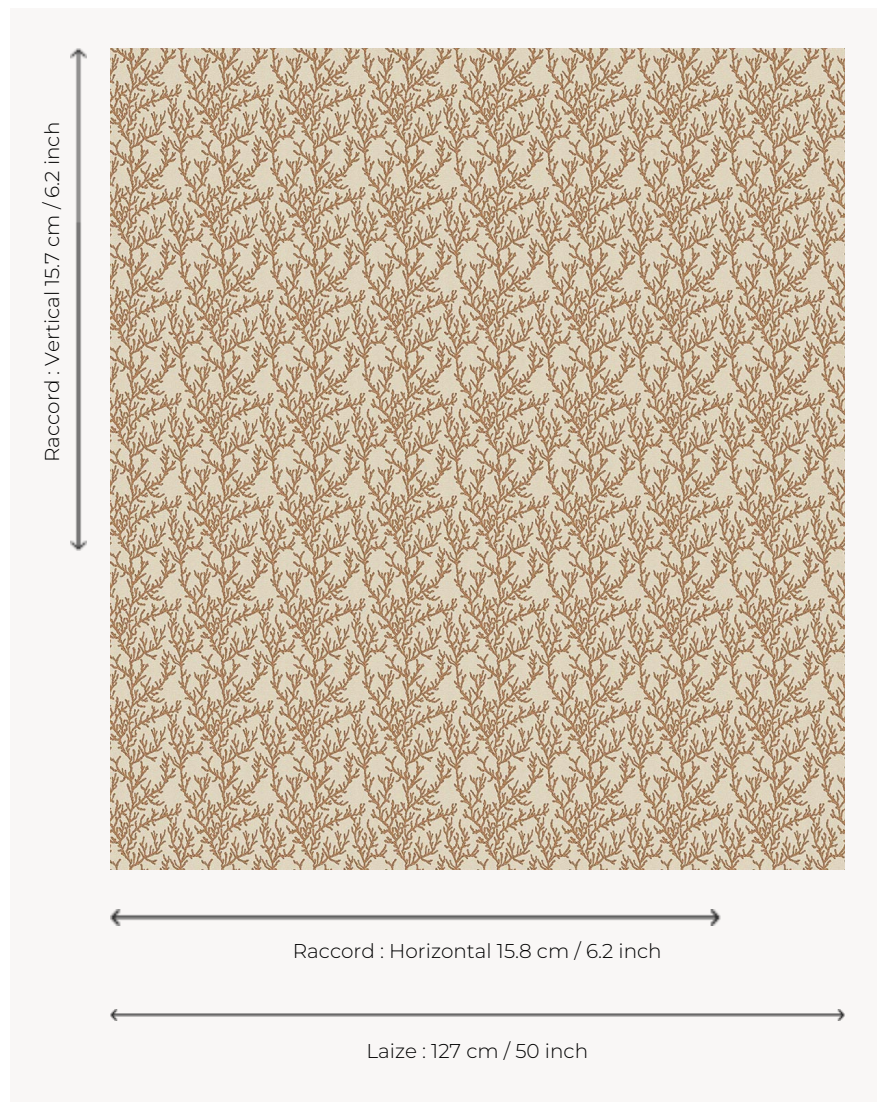 Raccord : Vertical 15.7 cm / 6.2 inch
Raccord : Horizontal 15.8 cm / 6.2 inch
Laize : 127 cm / 50 inch